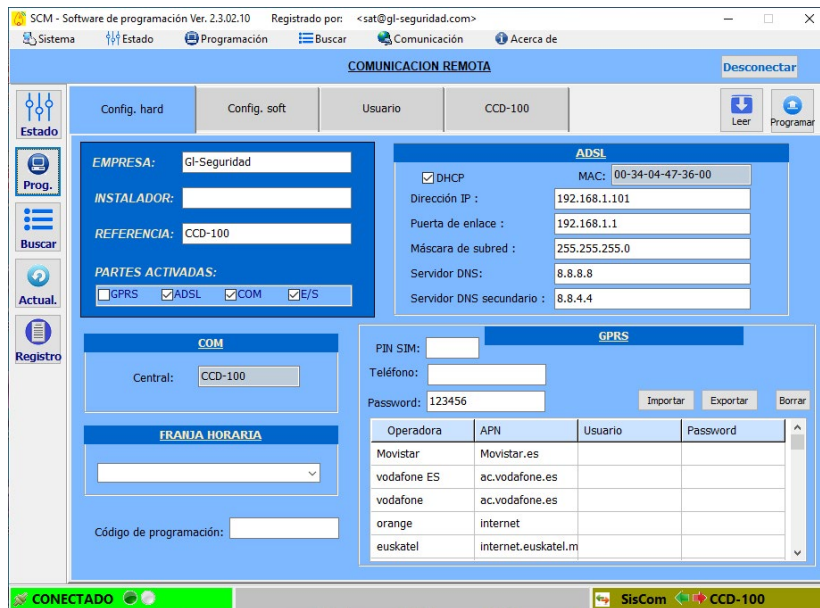 SCM - Software de programación Ver. 2.3.02.10 Registrado por: <sat@gl-seguridad.com>
Sistema Estado Programación Buscar Comunicación Acerca de
COMUNICACION REMOTA
Desconectar
Estado
Prog.
Buscar
Actual.
Registro
Config. hard Config. soft Usuario CCD-100
Leer Programar
EMPRESA: Gl-Seguridad
INSTALADOR:
REFERENCIA: CCD-100
PARTES ACTIVADAS:
GPRS ADSL COM E/S
ADSL
DHCP MAC: 00-34-04-47-36-00
Dirección IP : 192.168.1.101
Puerta de enlace : 192.168.1.1
Máscara de subred : 255.255.255.0
Servidor DNS: 8.8.8.8
Servidor DNS secundario : 8.8.4.4
COM
Central: CCD-100
FRANJA HORARIA
Código de programación:
GPRS
PIN SIM:
Teléfono:
Password: 123456
Importar Exportar Borrar
Operadora APN Usuario Password
Movistar Movistar.es
vodafone ES ac.vodafone.es
vodafone ac.vodafone.es
orange internet
euskatel internet.euskatel.m
CONECTADO
SisCom CCD-100